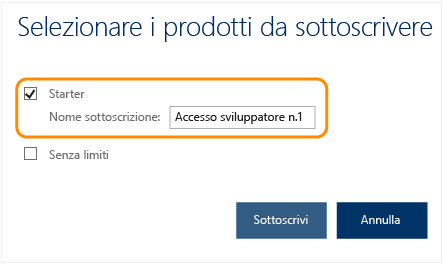 Selezionare i prodotti da sottoscrivere
Starter
Nome sottoscrizione: Accesso sviluppatore n.1
Senza limiti
Sottoscrivi Annulla